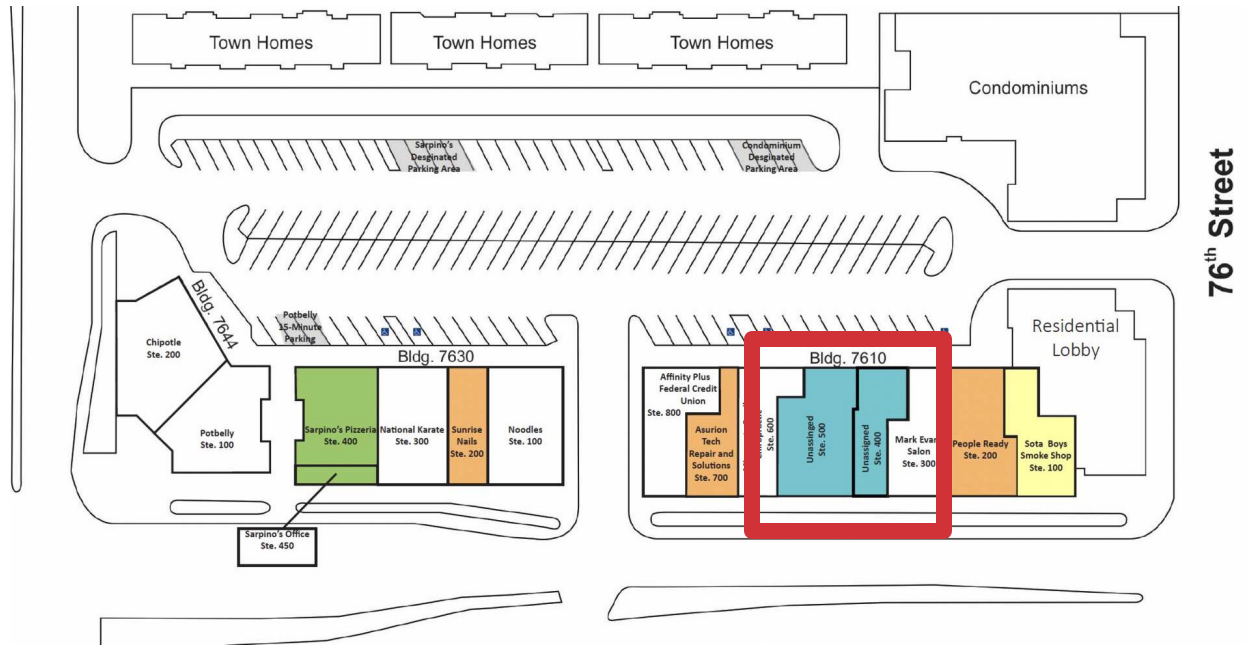 Town Homes
Town Homes
Town Homes
Condominiums
76th Street
Sarpino's
Desginated
Parking Area
Condominium
Desginated
Parking Area
Bldg. 7644
Potbelly
15-Minute
Parking
Bldg. 7630
Bldg. 7610
Residential
Lobby
Chipotle
Ste. 200
Potbelly
Ste. 100
Sarpino's Pizzeria
Ste. 400
National Karate
Ste. 300
Sunrise
Nails
Ste. 200
Noodles
Ste. 100
Sarpino's Office
Ste. 450
Affinity Plus
Federal Credit
Union
Ste. 800
Asurion
Tech
Repair and
Solutions
Ste. 700
Ste. 600
Unassinged
Ste. 500
Unassigned
Ste. 400
Mark
Salon
Ste. 300
People Ready
Ste. 200
Sota Boys
Smoke Shop
Ste. 100